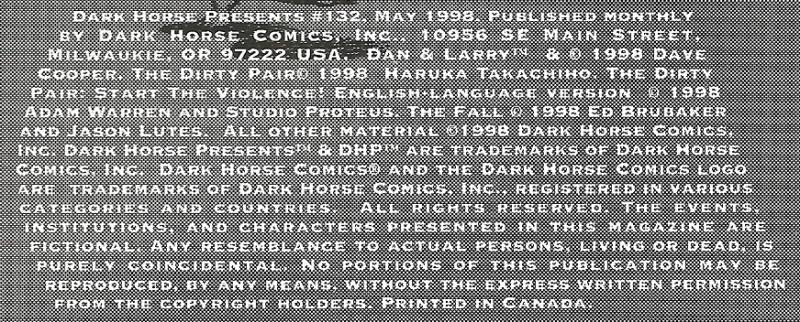 DARK HORSE PRESENTS #132, MAY 1998. PUBLISHED MONTHLY
BY DARK HORSE COMICS, INC., 10956 SE MAIN STREET,
MILWAUKIE, OR 97222 USA. DAN & LARRY™ & © 1998 DAVE
COOPER. THE DIRTY PAIR© 1998 HARUKA TAKACHIHO. THE DIRTY
PAIR: START THE VIOLENCE! ENGLISH-LANGUAGE VERSION © 1998
ADAM WARREN AND STUDIO PROTEUS. THE FALL © 1998 ED BRUBAKER
AND JASON LUTES. ALL OTHER MATERIAL ©1998 DARK HORSE COMICS,
INC. DARK HORSE PRESENTS™ & DHP™ ARE TRADEMARKS OF DARK HORSE
COMICS, INC. DARK HORSE COMICS® AND THE DARK HORSE COMICS LOGO
ARE TRADEMARKS OF DARK HORSE COMICS, INC., REGISTERED IN VARIOUS
CATEGORIES AND COUNTRIES. ALL RIGHTS RESERVED. THE EVENTS,
INSTITUTIONS, AND CHARACTERS PRESENTED IN THIS MAGAZINE ARE
FICTIONAL. ANY RESEMBLANCE TO ACTUAL PERSONS, LIVING OR DEAD, IS
PURELY COINCIDENTAL. NO PORTIONS OF THIS PUBLICATION MAY BE
REPRODUCED, BY ANY MEANS, WITHOUT THE EXPRESS WRITTEN PERMISSION
FROM THE COPYRIGHT HOLDERS. PRINTED IN CANADA.